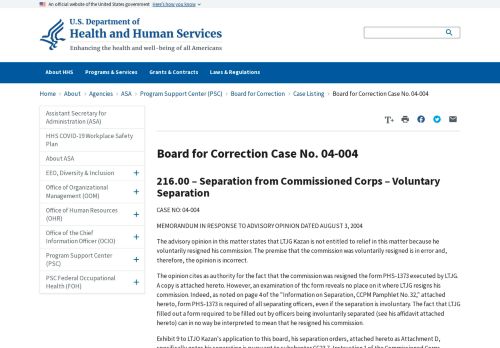 An official website of the United States government Here's how you know
U.S. Department of
Health and Human Services
Enhancing the health and well-being of all Americans
About HHS Programs & Services Grants & Contracts Laws & Regulations
Home › About › Agencies › ASA › Program Support Center (PSC) › Board for Correction › Case Listing › Board for Correction Case No. 04-004
Assistant Secretary for
Administration (ASA)
HHS COVID-19 Workplace Safety
Plan
About ASA
EEO, Diversity & Inclusion +
Office of Organizational
Management (OOM) +
Office of Human Resources
(OHR) +
Office of the Chief
Information Officer (OCIO) +
Program Support Center
(PSC) +
PSC Federal Occupational
Health (FOH) +
T+
Board for Correction Case No. 04-004
216.00 – Separation from Commissioned Corps – Voluntary
Separation
CASE NO: 04-004
MEMORANDUM IN RESPONSE TO ADVISORY OPINION DATED AUGUST 3, 2004
The advisory opinion in this matter states that LTJG Kazan is not entitled to relief in this matter because he
voluntarily resigned his commission. The premise that the commission was voluntarily resigned is in error and,
therefore, the opinion is incorrect.
The opinion cites as authority for the fact that the commission was resigned the form PHS-1373 executed by LTJG.
A copy is attached hereto. However, an examination of thc form reveals no place on it where LTJG resigns his
commission. Indeed, as noted on page 4of the "Information on Separation, CCPM Pamphlet No. 32," attached
hereto, form PHS-1373 is required of all separating officers, even if the separation is involuntary. The fact that LTJG
filled out a form required to be filled out by officers being involuntarily separated (see his affidavit attached
hereto) can in no way be interpreted to mean that he resigned his commission.
Exhibit 9 to LTJO Kazan's application to this board, his separation orders, attached hereto as Attachment D,